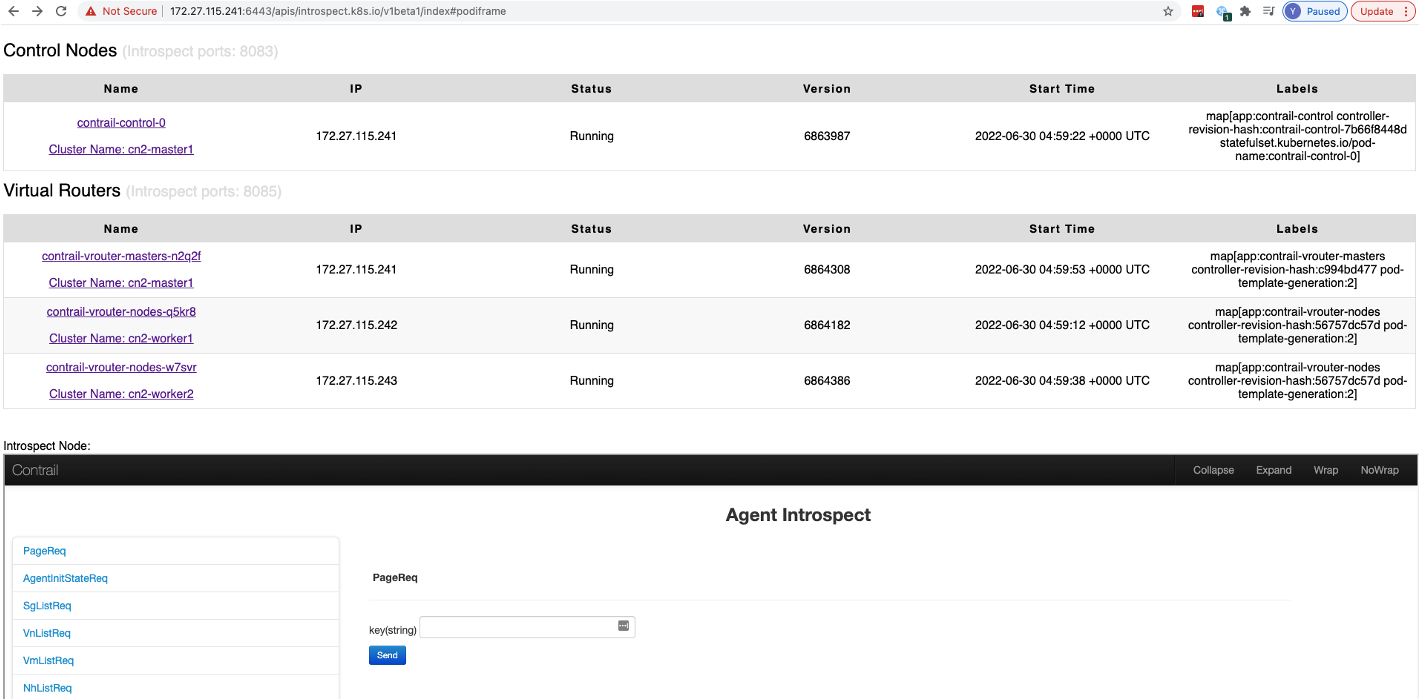 Not Secure 172.27.115.241:6443/apis/introspect.k8s.io/v1beta1/index#podiframe 1 Y Paused Update
Control Nodes (Introspect ports: 8083)
Name IP Status Version Start Time Labels
contrail-control-0
Cluster Name: cn2-master1
172.27.115.241 Running 6863987 2022-06-30 04:59:22 +0000 UTC
map[app:contrail-control controller-
revision-hash:contrail-control-7b66f8448d
statefulset.kubernetes.io/pod-
name:contrail-control-0]
Virtual Routers (Introspect ports: 8085)
Name IP Status Version Start Time Labels
contrail-vrouter-masters-n2q2f
Cluster Name: cn2-master1
172.27.115.241 Running 6864308 2022-06-30 04:59:53 +0000 UTC
map[app:contrail-vrouter-masters
controller-revision-hash:c994bd477 pod-
template-generation:2]
contrail-vrouter-nodes-q5kr8
Cluster Name: cn2-worker1
172.27.115.242 Running 6864182 2022-06-30 04:59:12 +0000 UTC
map[app:contrail-vrouter-nodes
controller-revision-hash:56757dc57d pod-
template-generation:2]
contrail-vrouter-nodes-w7svr
Cluster Name: cn2-worker2
172.27.115.243 Running 6864386 2022-06-30 04:59:38 +0000 UTC
map[app:contrail-vrouter-nodes
controller-revision-hash:56757dc57d pod-
template-generation:2]
Introspect Node:
Contrail Collapse Expand Wrap NoWrap
Agent Introspect
PageReq
AgentInitStateReq
SgListReq
VnListReq
VmListReq
NhListReq
PageReq
key(string)
Send